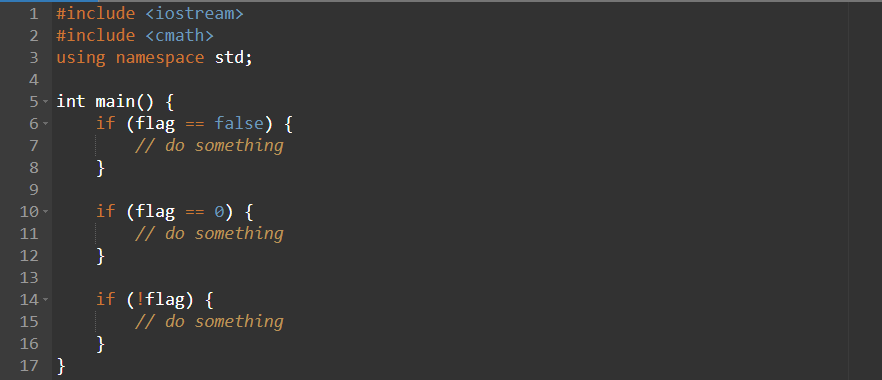 1 #include <iostream>
2 #include <cmath>
3 using namespace std;
4
5 int main() {
6     if (flag == false) {
7         // do something
8     }
9
10     if (flag == 0) {
11         // do something
12     }
13
14     if (!flag) {
15         // do something
16     }
17 }